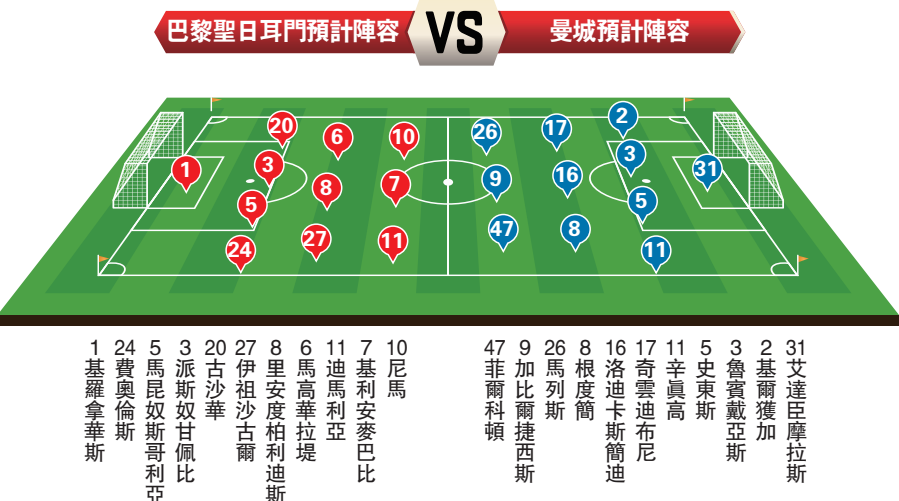 巴黎聖日耳門預計陣容
VS
曼城預計陣容
20
6
10
26
17
2
1
3
8
7
9
16
3
31
5
5
24
27
11
47
8
11
1 基羅拿華斯
24 費奧倫斯
5 馬昆奴斯哥利亞
3 派斯奴甘佩比
20 古沙華
27 伊祖沙古爾
8 里安度柏利迪斯
6 馬高華拉堤
11 迪馬利亞
7 基利安麥巴比
10 尼馬
47 菲爾科頓
9 加比爾捷西斯
26 馬列斯
8 根度簡
16 洛迪卡斯簡迪
17 奇雲迪布尼
11 辛眞高
5 史東斯
3 魯賓戴亞斯
2 基爾獲加
31 艾達臣摩拉斯